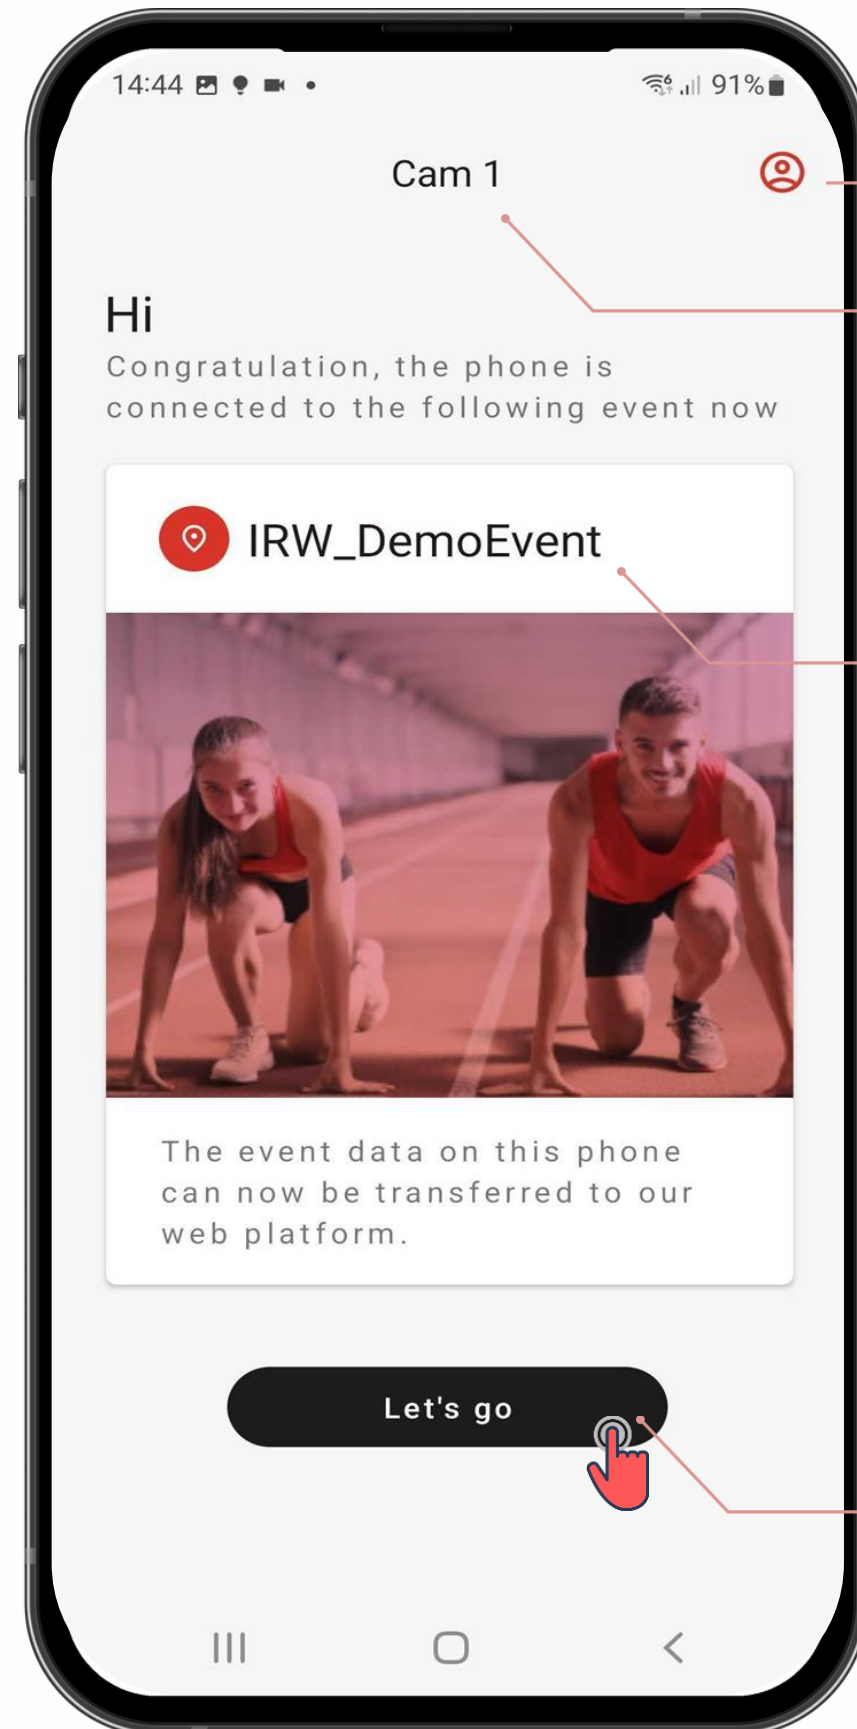 14:44
91%
Cam 1
Hi
Congratulation, the phone is
connected to the following event now
IRW_DemoEvent
The event data on this phone
can now be transferred to our
web platform.
Let's go